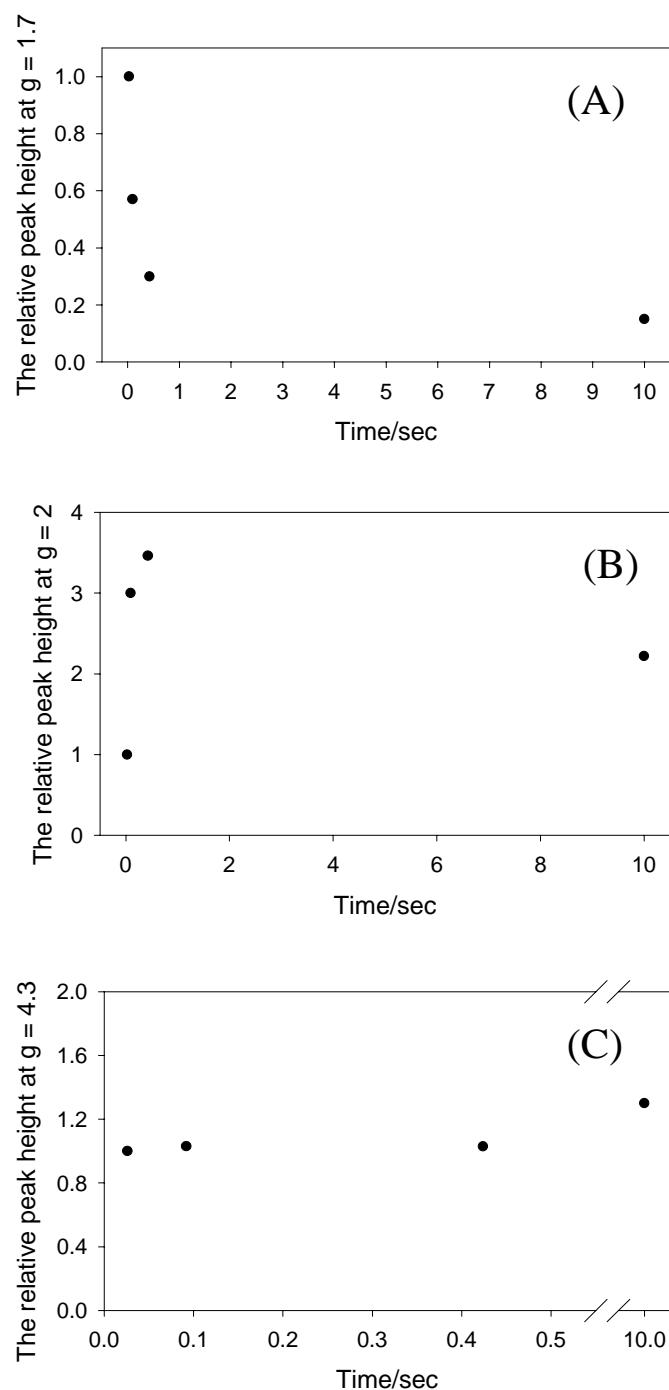 The relative peak height at g = 1.7
1.0
0.8
0.6
0.4
0.2
0.0
(A)
0 1 2 3 4 5 6 7 8 9 10
Time/sec
The relative peak height at g = 2
4
3
2
1
0
(B)
0 2 4 6 8 10
Time/sec
The relative peak height at g = 4.3
2.0
1.6
1.2
0.8
0.4
0.0
(C)
0.0 0.1 0.2 0.3 0.4 0.5 10.0
Time/sec